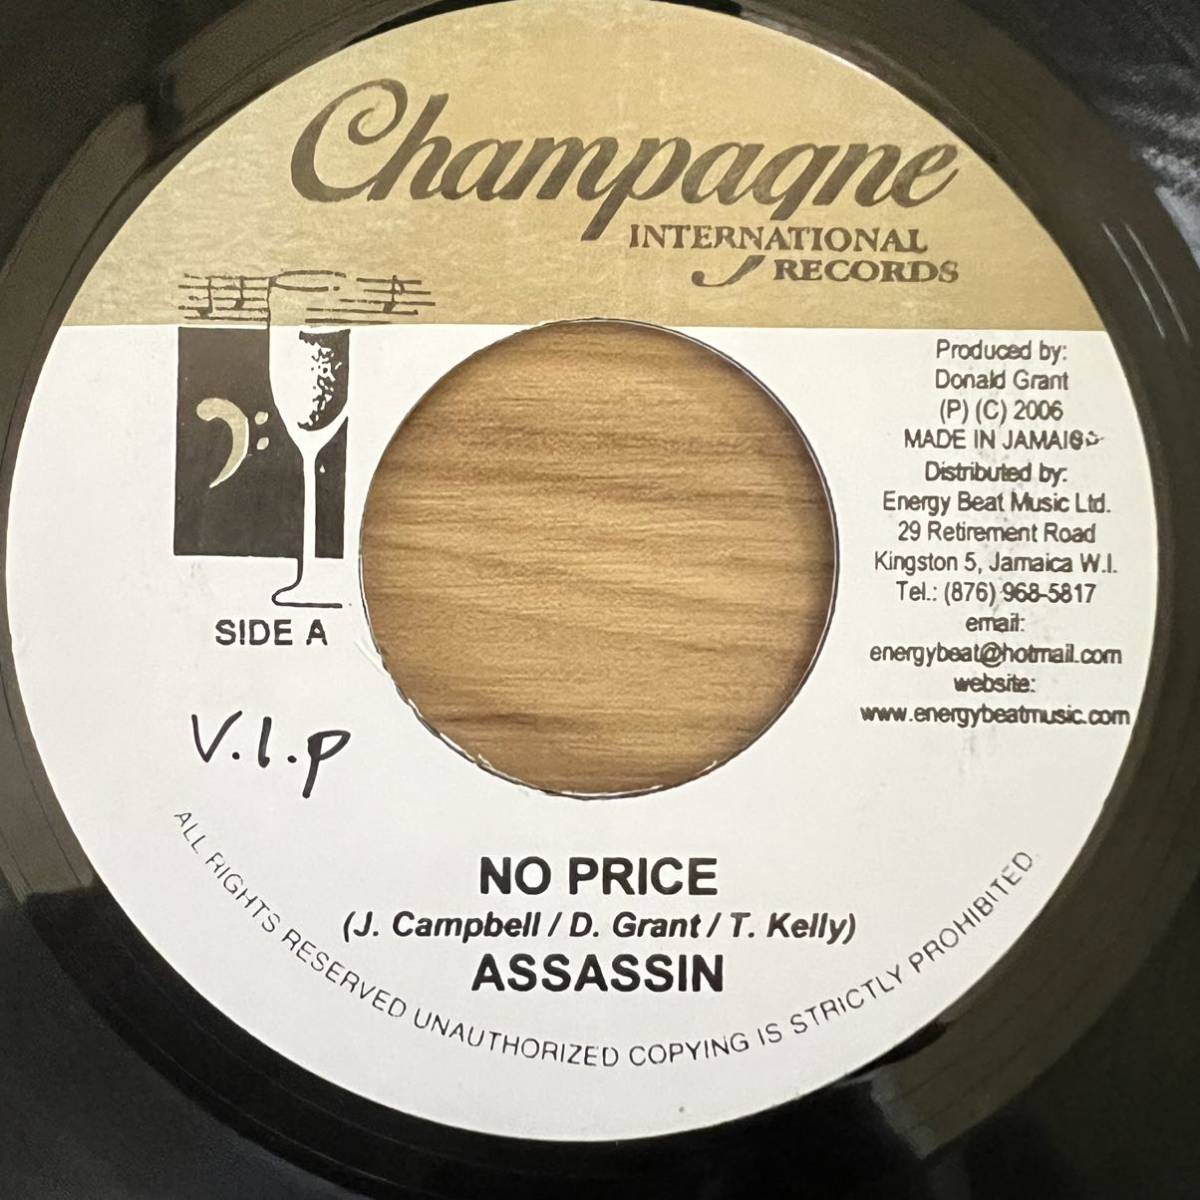 Champagne
INTERNATIONAL
RECORDS
Produced by:
Donald Grant
(P) (C) 2006
MADE IN
Distributed by:
Energy Beat Music Ltd.
29 Retirement Road
Kingston 5, Jamaica W.I.
Tel.: (876) 968-5817
email:
energybeat@hotmail.com
website:
www.energybeatmusic.com
SIDE A
V.I.P
NO PRICE
(J. Campbell / D. Grant / T. Kelly)
ASSASSIN
ALL RIGHTS RESERVED UNAUTHORIZED COPYING IS STRICTLY PROHIBITED.